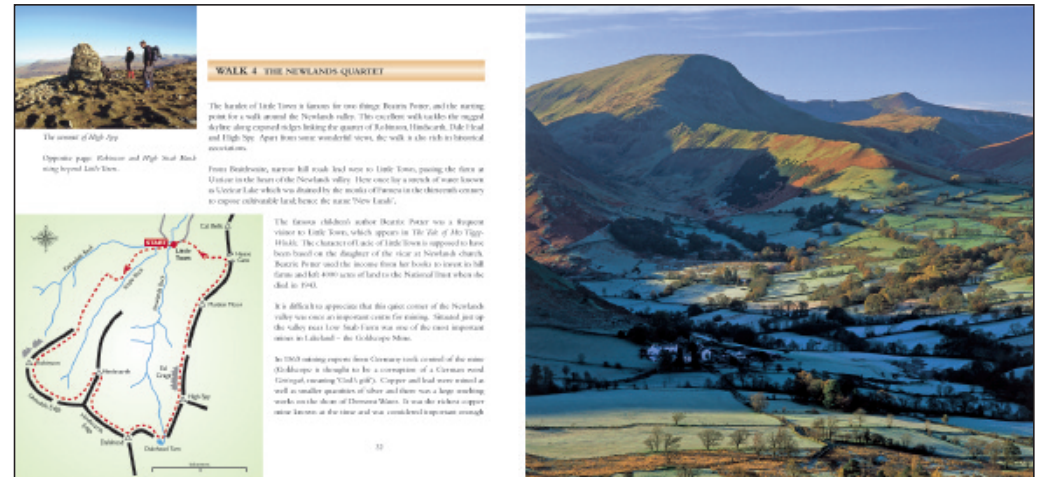 WALK 4 THE NEWLANDS QUARTET
The hamlet of Little Town is famous for two things: Beatrix Potter, and the starting
point for a walk around the Newlands valley. This excellent walk tackles the rugged
skyline along exposed ridges linking the quartet of Robinson, Hindscarth, Dale Head
and High Spy. Apart from some wonderful views, the walk is also rich in historical
associations.
From Braithwaite, narrow hill roads lead west to Little Town, passing the farm at
Uzzicar in the heart of the Newlands valley. Here once lay a stretch of water known
as Uzzicar Lake which was drained by the monks of Furness in the thirteenth century
to expose cultivatable land, hence the name 'New Lands'.
The summit of High Spy
Opposite page: Robinson and High Snab Bank
rising beyond Little Town.
The famous children's author Beatrix Potter was a frequent
visitor to Little Town, which appears in The Tale of Mrs Tiggy-
Winkle. The character of Lucie of Little Town is supposed to have
been based on the daughter of the vicar at Newlands church.
Beatrix Potter used the income from her books to invest in hill
farms and left 4000 acres of land to the National Trust when she
died in 1943.
It is difficult to appreciate that this quiet corner of the Newlands
valley was once an important centre for mining. Situated just up
the valley near Low Snab Farm was one of the most important
mines in Lakeland – the Goldscope Mine.
In 1563 mining experts from Germany took control of the mine
(Goldscope is thought to be a corruption of a German word
meaning 'God's gift'). Copper and lead were mined as
well as smaller quantities of silver and there was a large smelting
works on the shore of Derwent Water. It was the richest copper
mine known at the time and was considered important enough
START
Little
Town
Cat Bells
Hause
Gate
Maiden Moor
Robinson
Hindscarth
Eel
Crags
High Spy
Hindscarth
Edge
Dalehead
Dalehead Tarn
32